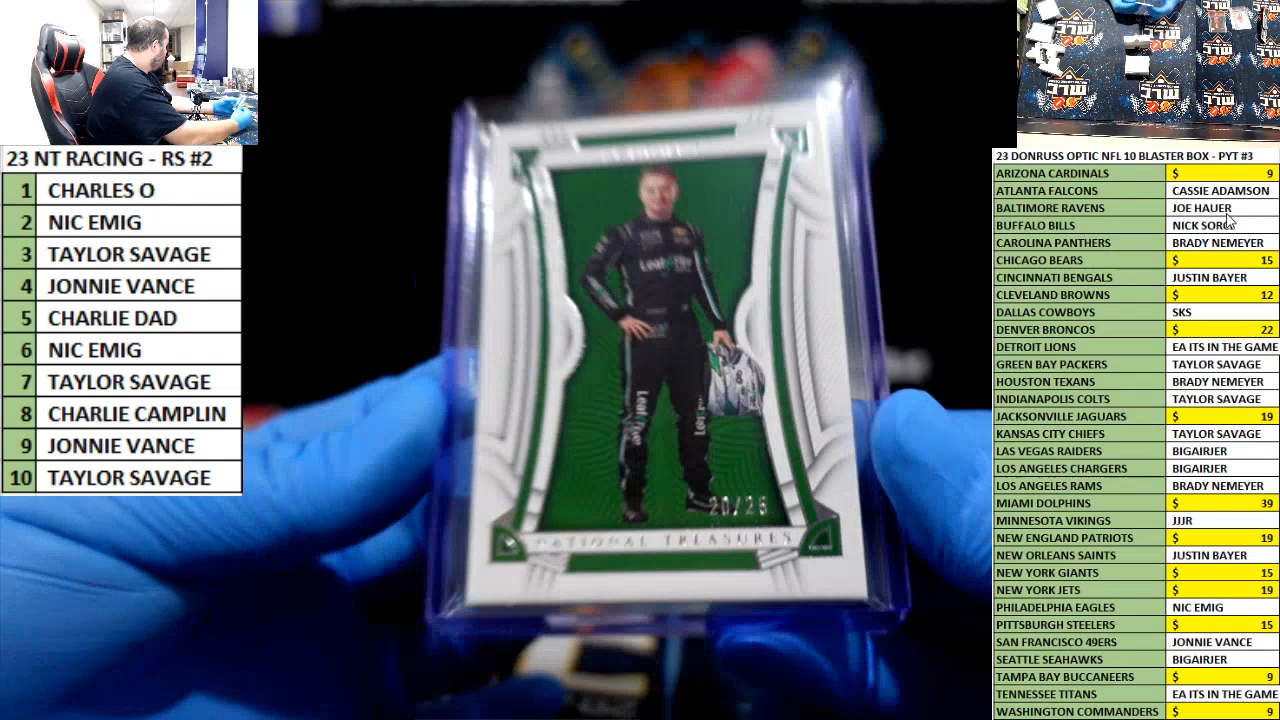 23 NT RACING - RS #2
1 CHARLES O
2 NIC EMIG
3 TAYLOR SAVAGE
4 JONNIE VANCE
5 CHARLIE DAD
6 NIC EMIG
7 TAYLOR SAVAGE
8 CHARLIE CAMPLIN
9 JONNIE VANCE
10 TAYLOR SAVAGE
20/25
NATIONAL TREASURES
23 DONRUSS OPTIC NFL 10 BLASTER BOX - PYT #3
ARIZONA CARDINALS $ 9
ATLANTA FALCONS CASSIE ADAMSON
BALTIMORE RAVENS JOE HAUER
BUFFALO BILLS NICK
CAROLINA PANTHERS BRADY NEMEYER
CHICAGO BEARS $ 15
CINCINNATI BENGALS JUSTIN BAYER
CLEVELAND BROWNS $ 12
DALLAS COWBOYS SKS
DENVER BRONCOS $ 22
DETROIT LIONS EA ITS IN THE GAME
GREEN BAY PACKERS TAYLOR SAVAGE
HOUSTON TEXANS BRADY NEMEYER
INDIANAPOLIS COLTS TAYLOR SAVAGE
JACKSONVILLE JAGUARS $ 19
KANSAS CITY CHIEFS TAYLOR SAVAGE
LAS VEGAS RAIDERS BIGAIRJER
LOS ANGELES CHARGERS BIGAIRJER
LOS ANGELES RAMS BRADY NEMEYER
MIAMI DOLPHINS $ 39
MINNESOTA VIKINGS JJJR
NEW ENGLAND PATRIOTS $ 19
NEW ORLEANS SAINTS JUSTIN BAYER
NEW YORK GIANTS $ 15
NEW YORK JETS $ 19
PHILADELPHIA EAGLES NIC EMIG
PITTSBURGH STEELERS $ 15
SAN FRANCISCO 49ERS JONNIE VANCE
SEATTLE SEAHAWKS BIGAIRJER
TAMPA BAY BUCCANEERS $ 9
TENNESSEE TITANS EA ITS IN THE GAME
WASHINGTON COMMANDERS $ 9